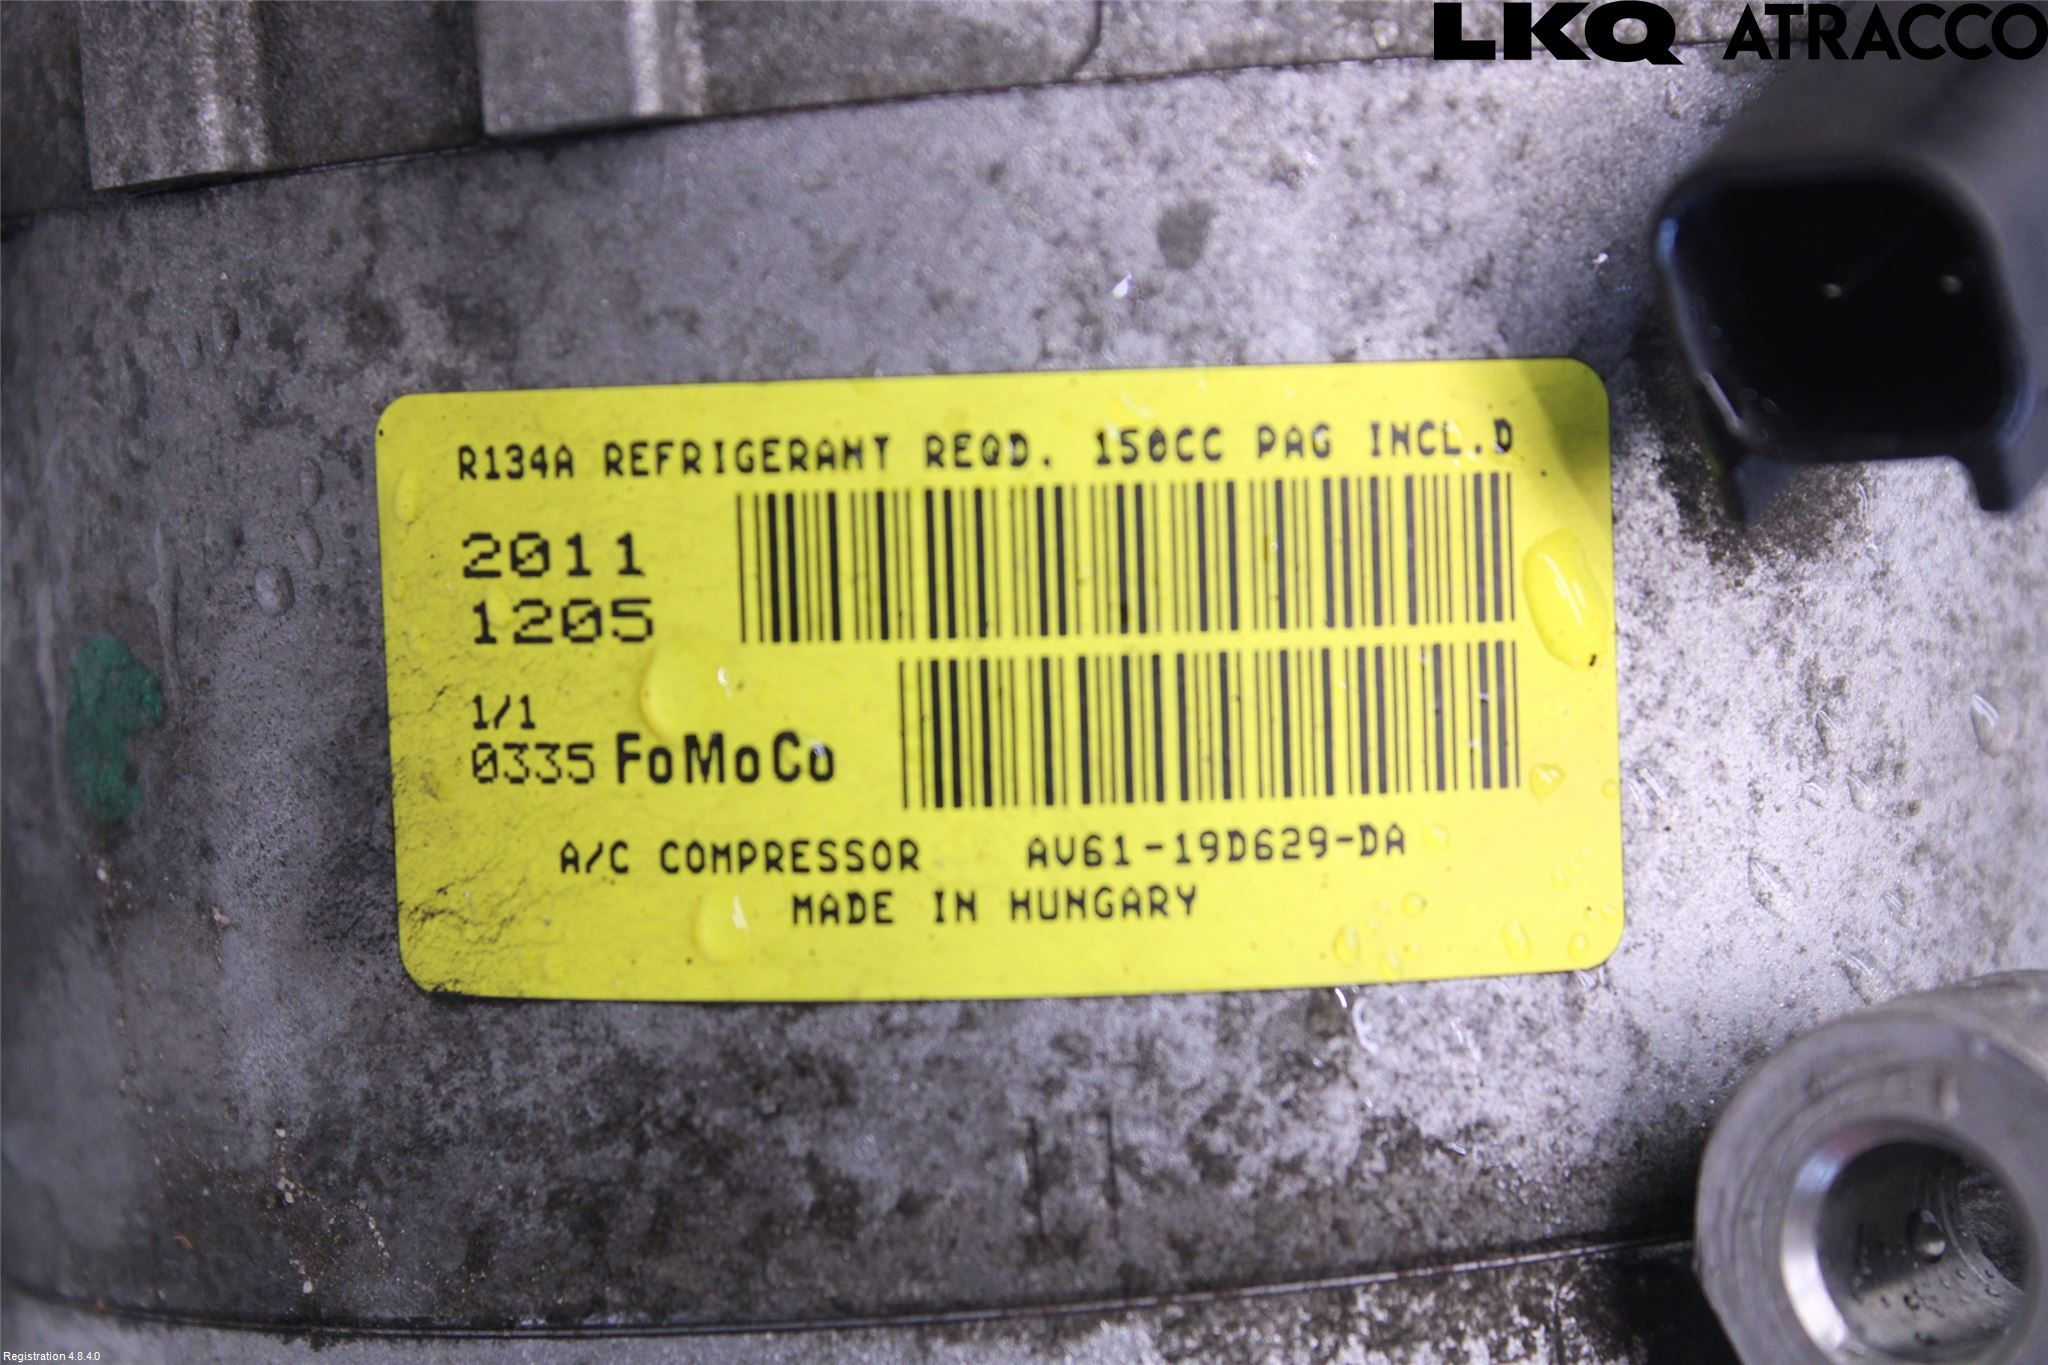 LKQ ATRACCO
R134A REFRIGERANT REQD. 150CC PAG INCL.D
2011
1205
1/1
0335 FoMoCo
A/C COMPRESSOR AV61-19D629-DA
MADE IN HUNGARY
Registration 4.8.4.0